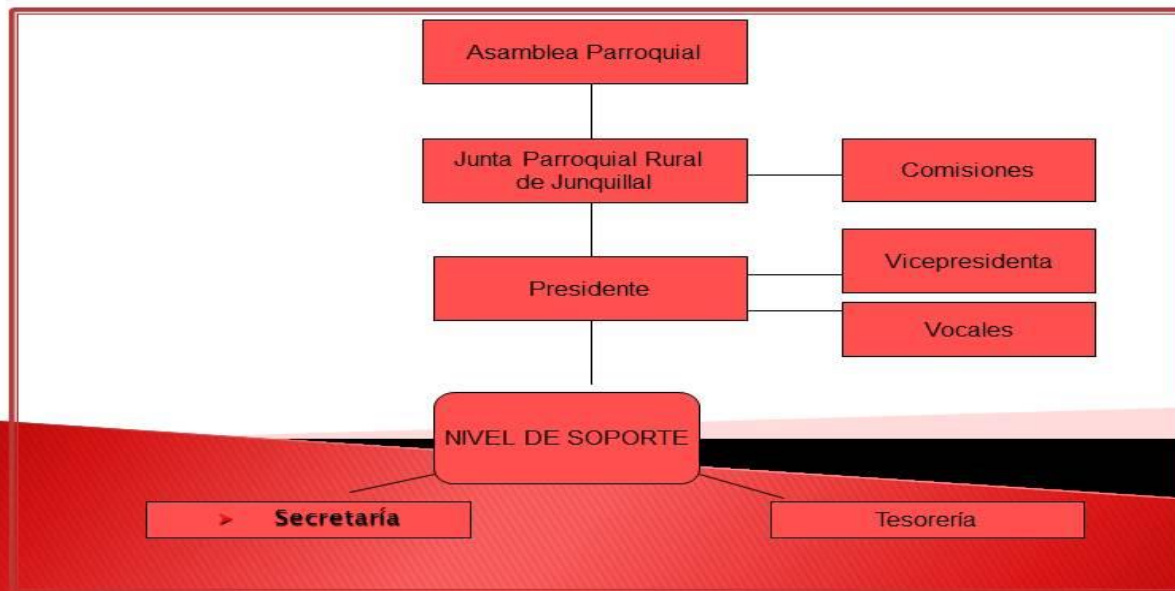 Asamblea Parroquial
Junta Parroquial Rural
de Junquillal
Comisiones
Presidente
Vicepresidenta
Vocales
NIVEL DE SOPORTE
➢ Secretaría
Tesorería